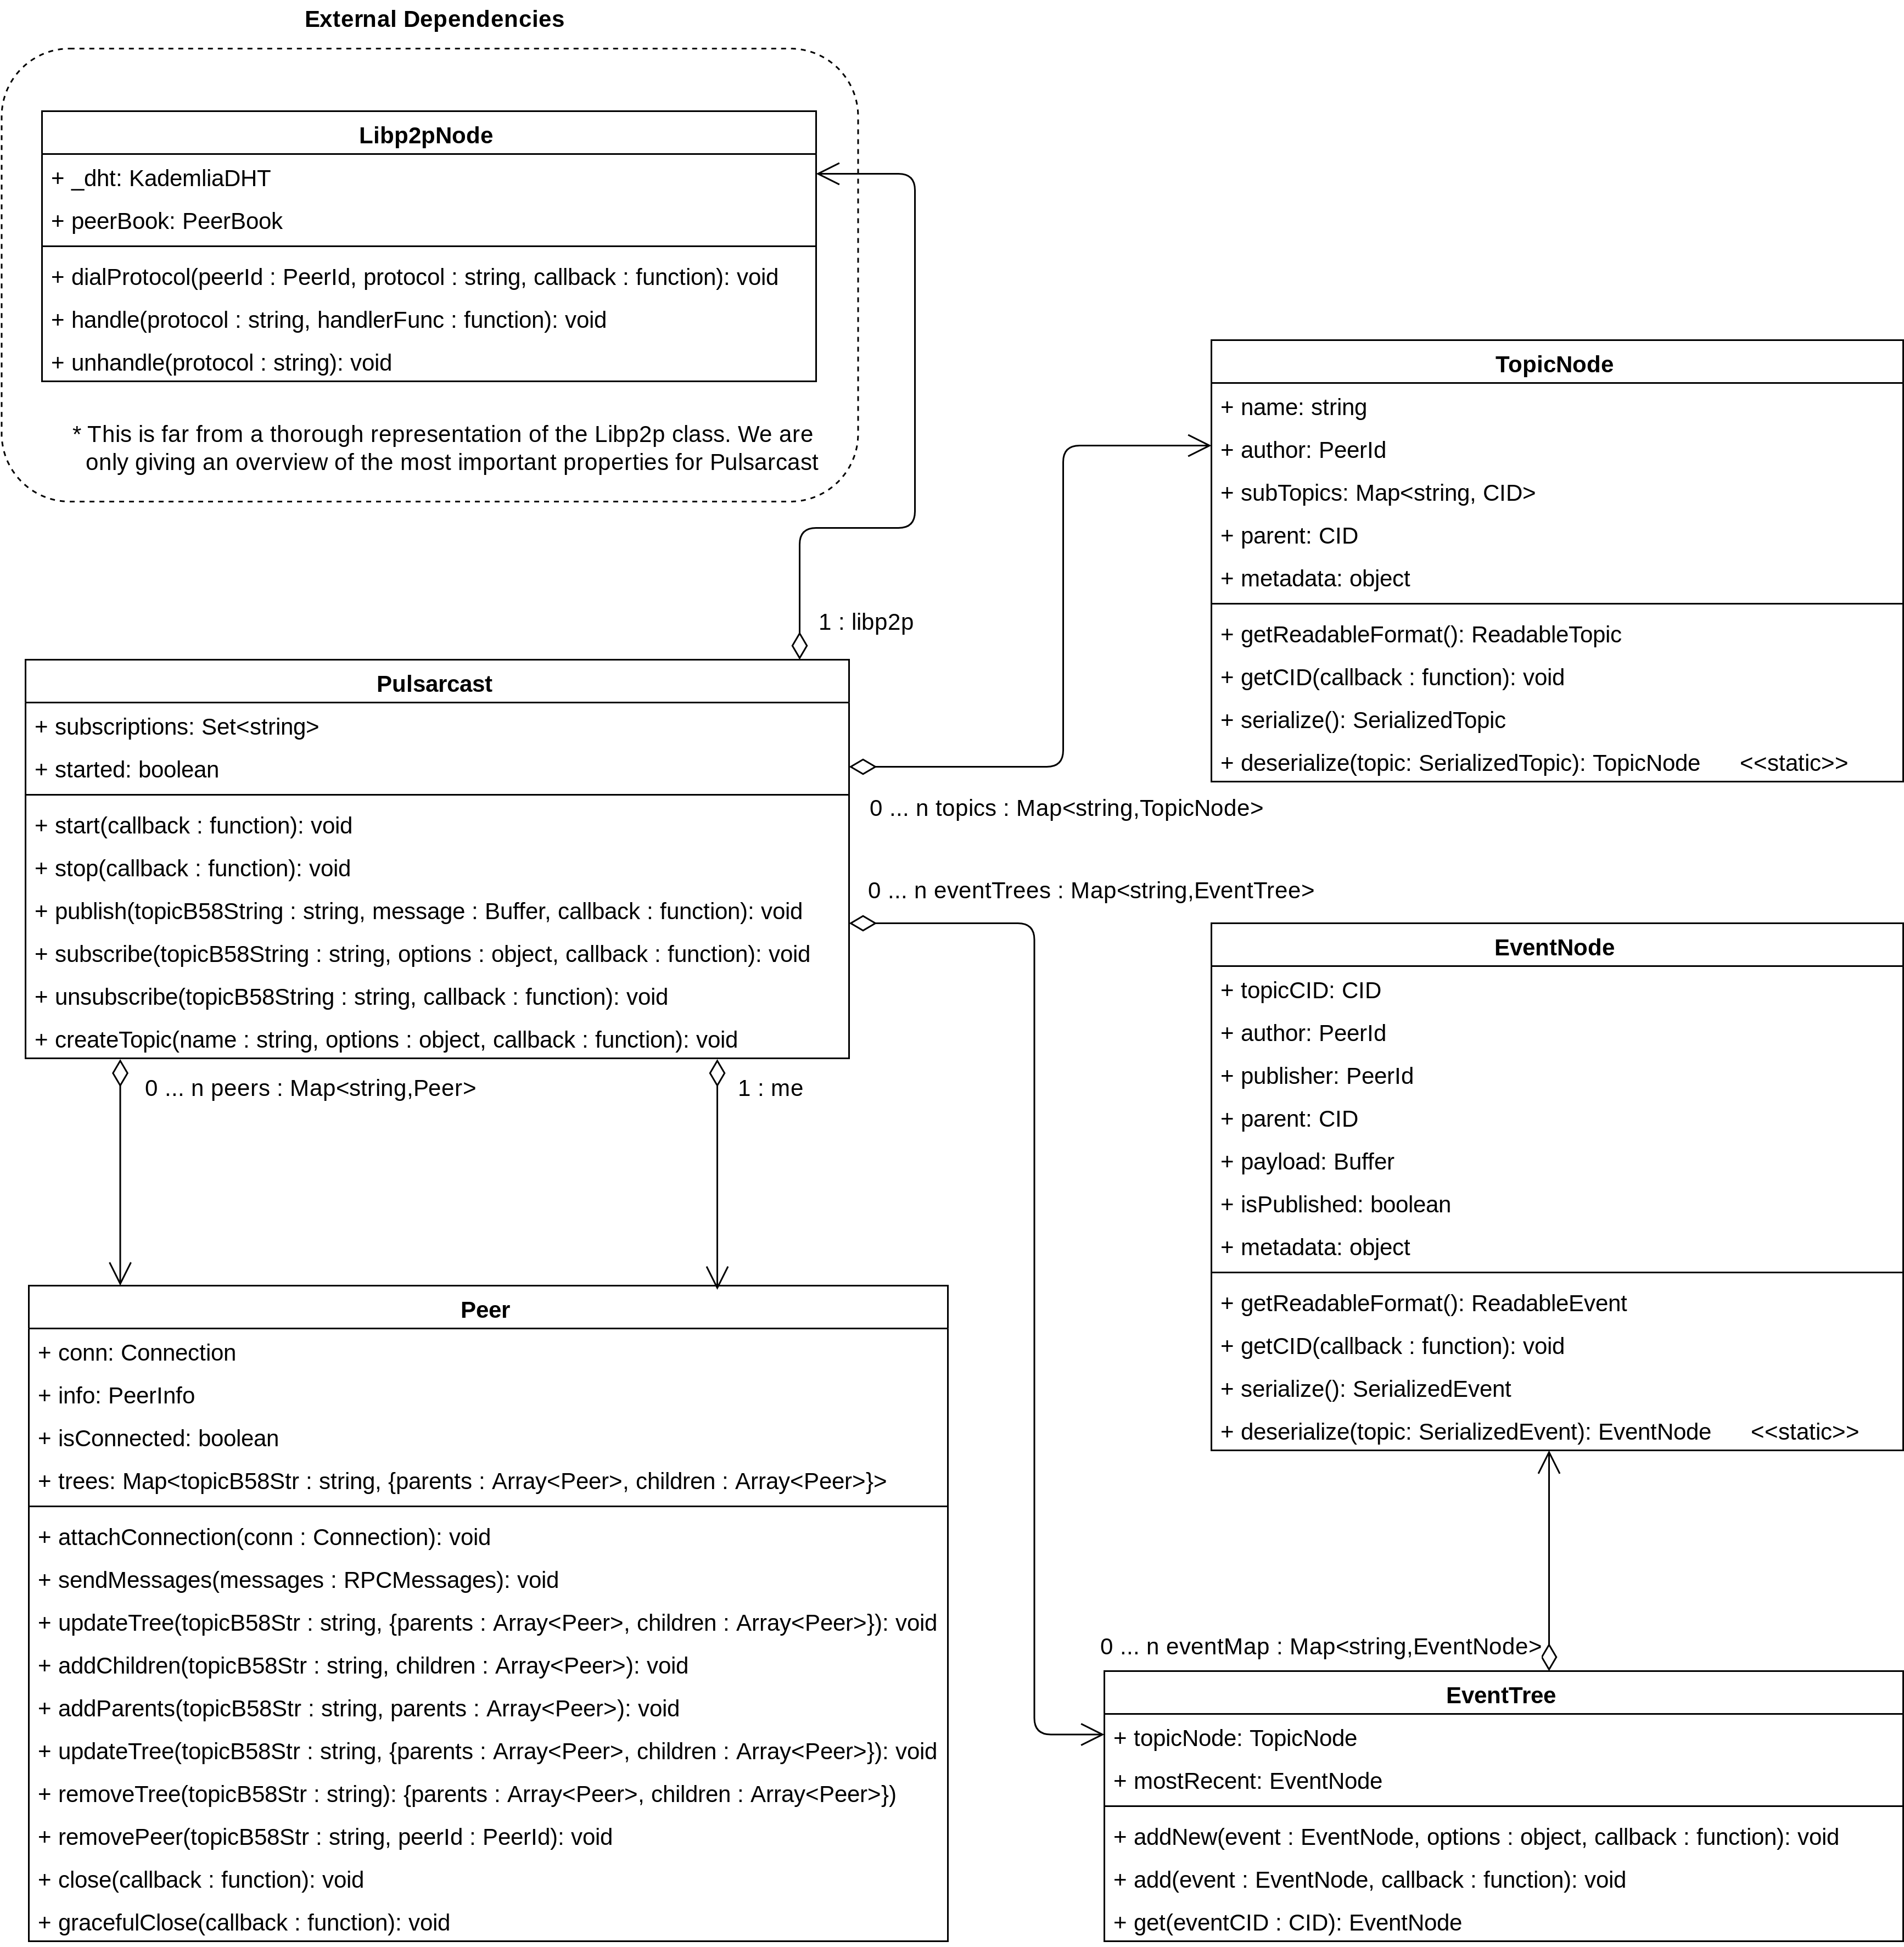 External Dependencies
Libp2pNode
+ _dht: KademliaDHT
+ peerBook: PeerBook
+ dialProtocol(peerId : PeerId, protocol : string, callback : function): void
+ handle(protocol : string, handlerFunc : function): void
+ unhandle(protocol : string): void
* This is far from a thorough representation of the Libp2p class. We are
only giving an overview of the most important properties for Pulsarcast
1 : libp2p
TopicNode
+ name: string
+ author: PeerId
+ subTopics: Map<string, CID>
+ parent: CID
+ metadata: object
+ getReadableFormat(): ReadableTopic
+ getCID(callback : function): void
+ serialize(): SerializedTopic
+ deserialize(topic: SerializedTopic): TopicNode <<static>>
Pulsarcast
+ subscriptions: Set<string>
+ started: boolean
+ start(callback : function): void
+ stop(callback : function): void
+ publish(topicB58String : string, message : Buffer, callback : function): void
+ subscribe(topicB58String : string, options : object, callback : function): void
+ unsubscribe(topicB58String : string, callback : function): void
+ createTopic(name : string, options : object, callback : function): void
0 ... n topics : Map<string,TopicNode>
0 ... n eventTrees : Map<string,EventTree>
0 ... n peers : Map<string,Peer>
1 : me
EventNode
+ topicCID: CID
+ author: PeerId
+ publisher: PeerId
+ parent: CID
+ payload: Buffer
+ isPublished: boolean
+ metadata: object
+ getReadableFormat(): ReadableEvent
+ getCID(callback : function): void
+ serialize(): SerializedEvent
+ deserialize(topic: SerializedEvent): EventNode <<static>>
Peer
+ conn: Connection
+ info: PeerInfo
+ isConnected: boolean
+ trees: Map<topicB58Str : string, {parents : Array<Peer>, children : Array<Peer>}>
+ attachConnection(conn : Connection): void
+ sendMessages(messages : RPCMessages): void
+ updateTree(topicB58Str : string, {parents : Array<Peer>, children : Array<Peer>}): void
+ addChildren(topicB58Str : string, children : Array<Peer>): void
+ addParents(topicB58Str : string, parents : Array<Peer>): void
+ updateTree(topicB58Str : string, {parents : Array<Peer>, children : Array<Peer>}): void
+ removeTree(topicB58Str : string): {parents : Array<Peer>, children : Array<Peer>})
+ removePeer(topicB58Str : string, peerId : PeerId): void
+ close(callback : function): void
+ gracefulClose(callback : function): void
0 ... n eventMap : Map<string,EventNode>
EventTree
+ topicNode: TopicNode
+ mostRecent: EventNode
+ addNew(event : EventNode, options : object, callback : function): void
+ add(event : EventNode, callback : function): void
+ get(eventCID : CID): EventNode